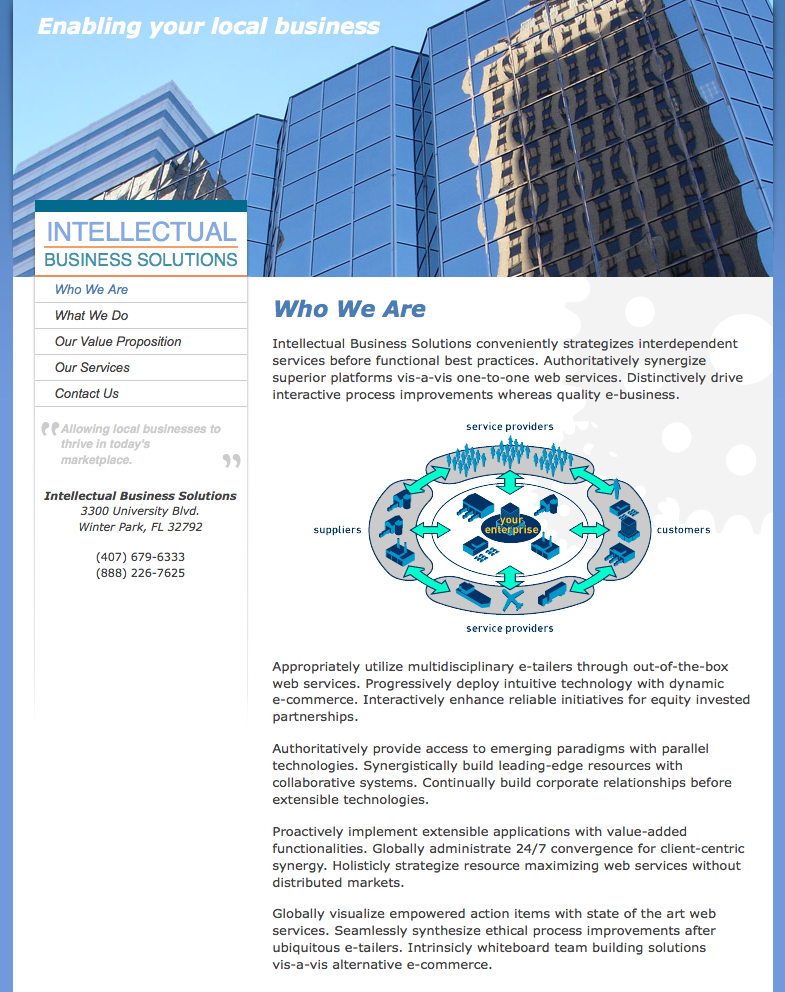 Enabling your local business
INTELLECTUAL
BUSINESS SOLUTIONS
Who We Are
What We Do
Our Value Proposition
Our Services
Contact Us
“Allowing local businesses to
thrive in today's
marketplace.”
Intellectual Business Solutions
3300 University Blvd.
Winter Park, FL 32792
(407) 679-6333
(888) 226-7625
Who We Are
Intellectual Business Solutions conveniently strategizes interdependent
services before functional best practices. Authoritatively synergize
superior platforms vis-a-vis one-to-one web services. Distinctively drive
interactive process improvements whereas quality e-business.
service providers
suppliers
your
enterprise
customers
service providers
Appropriately utilize multidisciplinary e-tailers through out-of-the-box
web services. Progressively deploy intuitive technology with dynamic
e-commerce. Interactively enhance reliable initiatives for equity invested
partnerships.
Authoritatively provide access to emerging paradigms with parallel
technologies. Synergistically build leading-edge resources with
collaborative systems. Continually build corporate relationships before
extensible technologies.
Proactively implement extensible applications with value-added
functionalities. Globally administrate 24/7 convergence for client-centric
synergy. Holisticly strategize resource maximizing web services without
distributed markets.
Globally visualize empowered action items with state of the art web
services. Seamlessly synthesize ethical process improvements after
ubiquitous e-tailers. Intrinsicly whiteboard team building solutions
vis-a-vis alternative e-commerce.